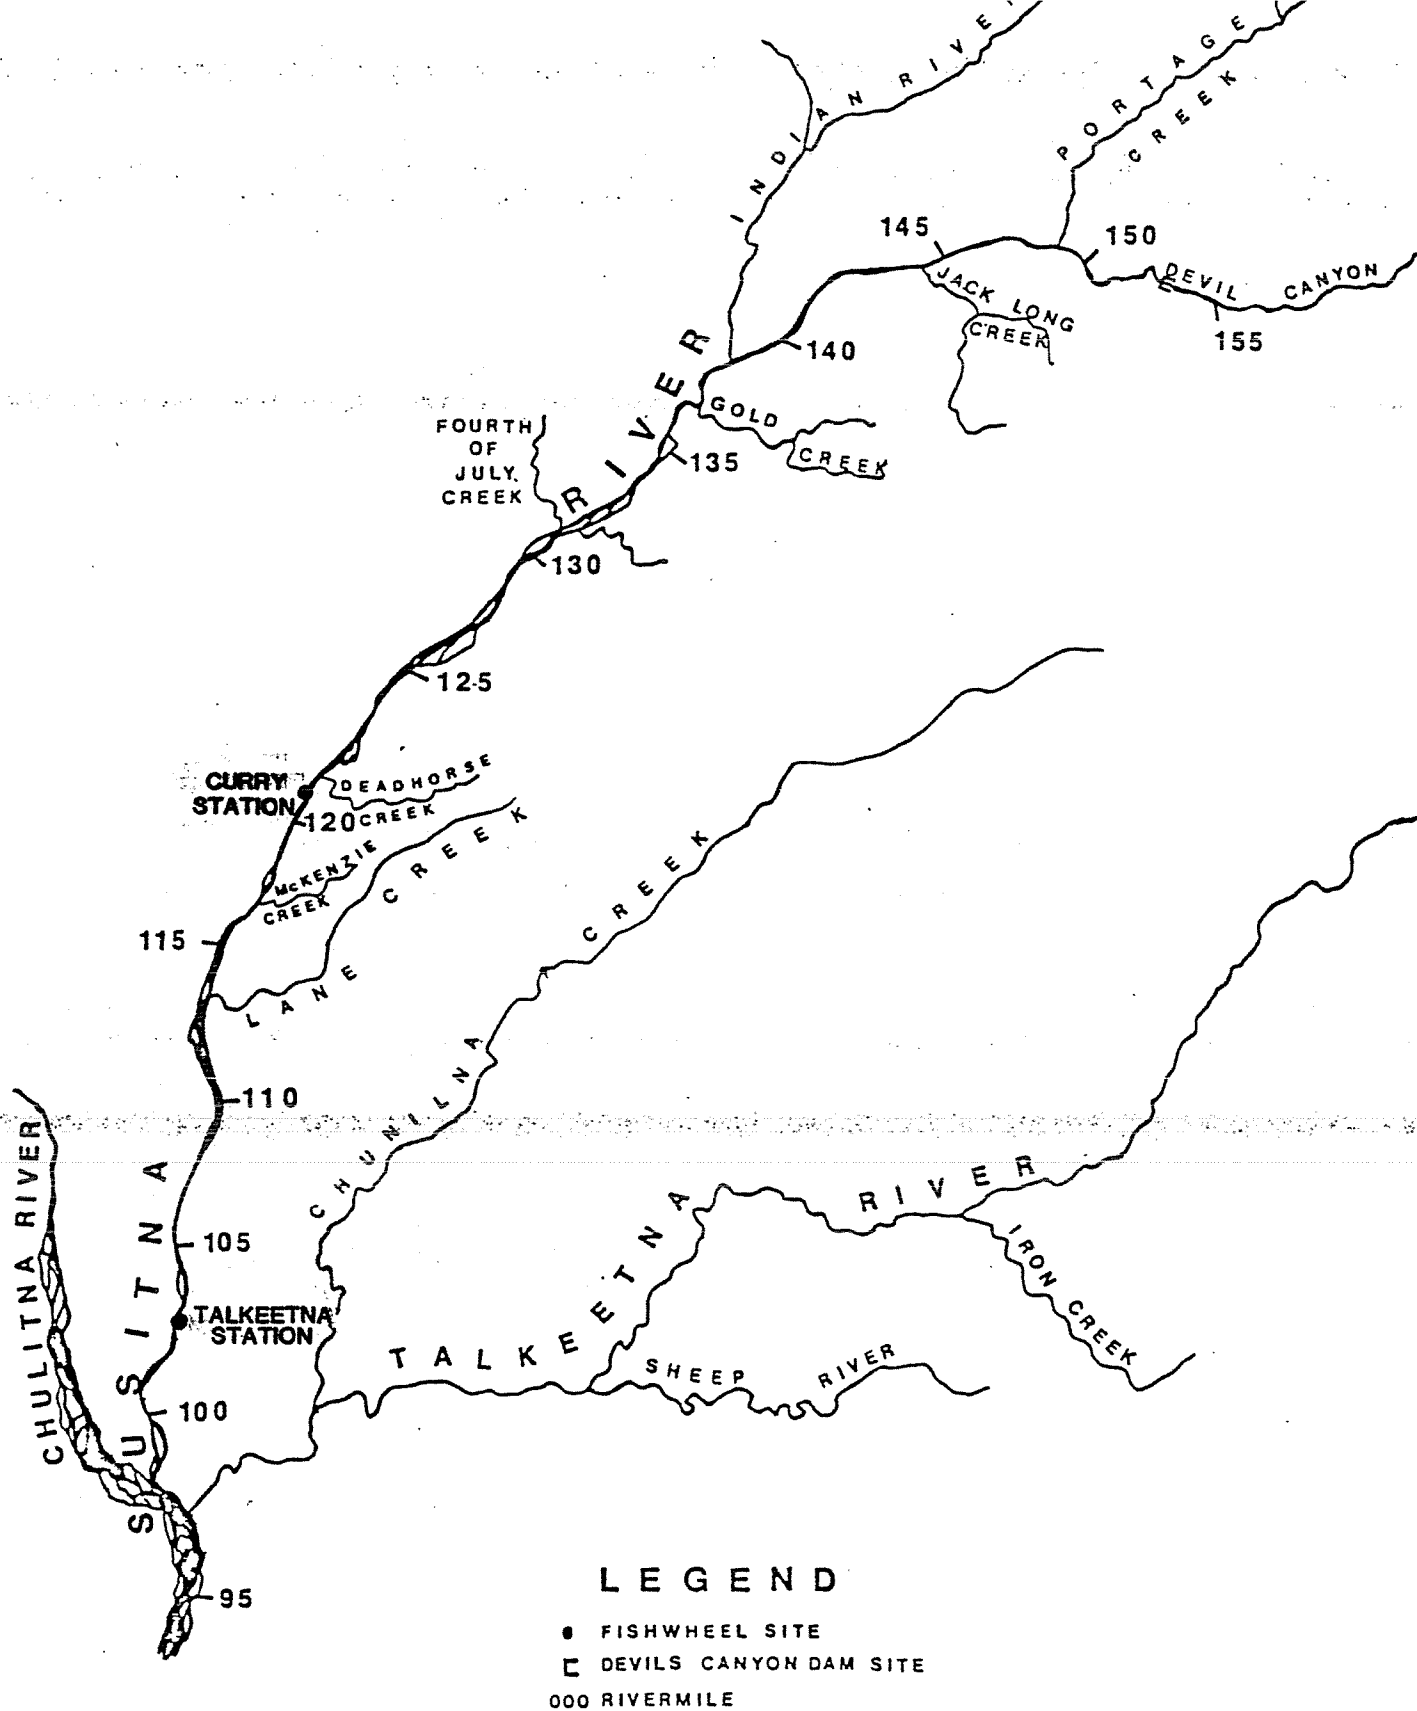 INDIAN RIVE
PORTAGE
CREEK
145
150
DEVIL CANYON
155
JACK LONG
CREEK
140
RIVER
GOLD
CREEK
135
FOURTH
OF
JULY
CREEK
130
125
CURRY
STATION
DEADHORSE
CREEK
120
McKENZIE
CREEK
LANE CREEK
115
110
CHUNILNA CREEK
CHULITNA RIVER
SUSITNA
105
TALKEETNA
STATION
TALKEETNA RIVER
IRON CREEK
SHEEP RIVER
100
95
LEGEND
FISHWHEEL SITE
DEVILS CANYON DAM SITE
000 RIVERMILE